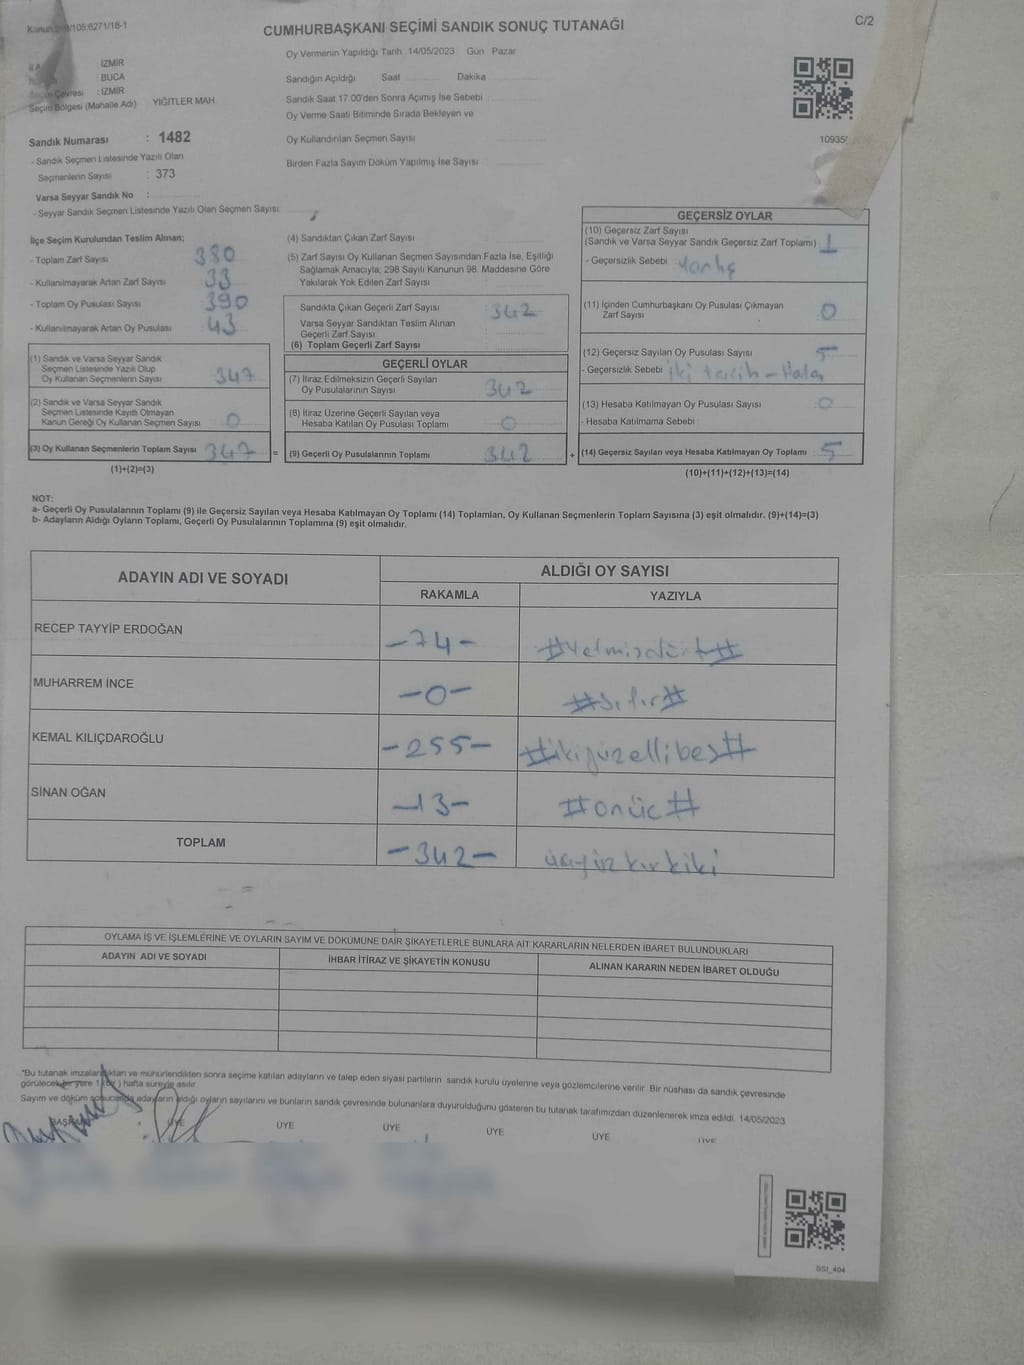 CUMHURBAŞKANI SEÇİMİ SANDIK SONUÇ TUTANAĞI
C/2
Oy Vermenin Yapıldığı Tarih 14/05/2023 Gün Pazar
İZMİR
BUCA
: İZMİR
Seçim Bölgesi (Mahalle Adı) YİĞİTLER MAH.
Sandığın Açıldığı Saat Dakika
Sandık Saat 17.00'den Sonra Açımış İse Sebebi
Oy Verme Saati Bitiminde Sırada Bekleyen ve
Oy Kullandırılan Seçmen Sayısı
Birden Fazla Sayım Döküm Yapılmış İse Sayısı
10935
Sandık Numarası : 1482
- Sandık Seçmen Listesinde Yazılı Olan
Seçmenlerin Sayısı : 373
Varsa Seyyar Sandık No :
- Seyyar Sandık Seçmen Listesinde Yazılı Olan Seçmen Sayısı:
İlçe Seçim Kurulundan Teslim Alınan;
- Toplam Zarf Sayısı 380
- Kullanılmayarak Artan Zarf Sayısı 33
- Toplam Oy Pusulası Sayısı 390
- Kullanılmayarak Artan Oy Pusulası 43
(1) Sandık ve Varsa Seyyar Sandık
Seçmen Listesinde Yazılı Olup
Oy Kullanan Seçmenlerin Sayısı 347
(2) Sandık ve Varsa Seyyar Sandık
Seçmen Listesinde Kayıtlı Olmayan
Kanun Gereği Oy Kullanan Seçmen Sayısı 0
(3) Oy Kullanan Seçmenlerin Toplam Sayısı 347 =
(1)+(2)=(3)
(4) Sandıktan Çıkan Zarf Sayısı
(5) Zarf Sayısı Oy Kullanan Seçmen Sayısından Fazla İse, Eşitliği
Sağlamak Amacıyla, 298 Sayılı Kanunun 98. Maddesine Göre
Yakılarak Yok Edilen Zarf Sayısı
Sandıkta Çıkan Geçerli Zarf Sayısı 342
Varsa Seyyar Sandıktan Teslim Alınan
Geçerli Zarf Sayısı
(6) Toplam Geçerli Zarf Sayısı
GEÇERLİ OYLAR
(7) İtiraz Edilmeksizin Geçerli Sayılan
Oy Pusulalarının Sayısı 342
(8) İtiraz Üzerine Geçerli Sayılan veya
Hesaba Katılan Oy Pusulası Toplamı 0
(9) Geçerli Oy Pusulalarının Toplamı 342 +
GEÇERSİZ OYLAR
(10) Geçersiz Zarf Sayısı
(Sandık ve Varsa Seyyar Sandık Geçersiz Zarf Toplamı) 1
- Geçersizlik Sebebi Yanlış
(11) İçinden Cumhurbaşkanı Oy Pusulası Çıkmayan
Zarf Sayısı 0
(12) Geçersiz Sayılan Oy Pusulası Sayısı 5
- Geçersizlik Sebebi iki tercih -
(13) Hesaba Katılmayan Oy Pusulası Sayısı 0
- Hesaba Katılmama Sebebi
(14) Geçersiz Sayılan veya Hesaba Katılmayan Oy Toplamı : 5
(10)+(11)+(12)+(13)=(14)
NOT:
a- Geçerli Oy Pusulalarının Toplamı (9) ile Geçersiz Sayılan veya Hesaba Katılmayan Oy Toplamı (14) Toplamları, Oy Kullanan Seçmenlerin Toplam Sayısına (3) eşit olmalıdır. (9)+(14)=(3)
b- Adayların Aldığı Oyların Toplamı, Geçerli Oy Pusulalarının Toplamına (9) eşit olmalıdır.
ADAYIN ADI VE SOYADI
ALDIĞI OY SAYISI
RAKAMLA YAZIYLA
RECEP TAYYİP ERDOĞAN -74- #Yetmişdört#
MUHARREM İNCE -0- #Sıfır#
KEMAL KILIÇDAROĞLU -255- #ikiyüzellibeş#
SİNAN OĞAN -13- #onüç#
TOPLAM -342- üçyüzkırkiki
OYLAMA İŞ VE İŞLEMLERİNE VE OYLARIN SAYIM VE DÖKÜMÜNE DAİR ŞİKAYETLERLE BUNLARA AİT KARARLARIN NELERDEN İBARET BULUNDUKLARI
ADAYIN ADI VE SOYADI İHBAR İTİRAZ VE ŞİKAYETİN KONUSU ALINAN KARARIN NEDEN İBARET OLDUĞU
"Bu tutanak imzalandıktan ve mühürlendikten sonra seçime katılan adayların ve talep eden siyasi partilerin sandık kurulu üyelerine veya gözlemcilerine verilir. Bir nüshası da sandık çevresinde
görülecek bir yere 1 (bir) hafta süreyle asılır.
Sayım ve döküm sonucunda adayların aldığı oyların sayılarını ve bunların sandık çevresinde bulunanlara duyurulduğunu gösteren bu tutanak tarafımızdan düzenlenerek imza edildi. 14/05/2023
BAŞKAN ÜYE ÜYE ÜYE ÜYE ÜYE ÜYE
SSI_404